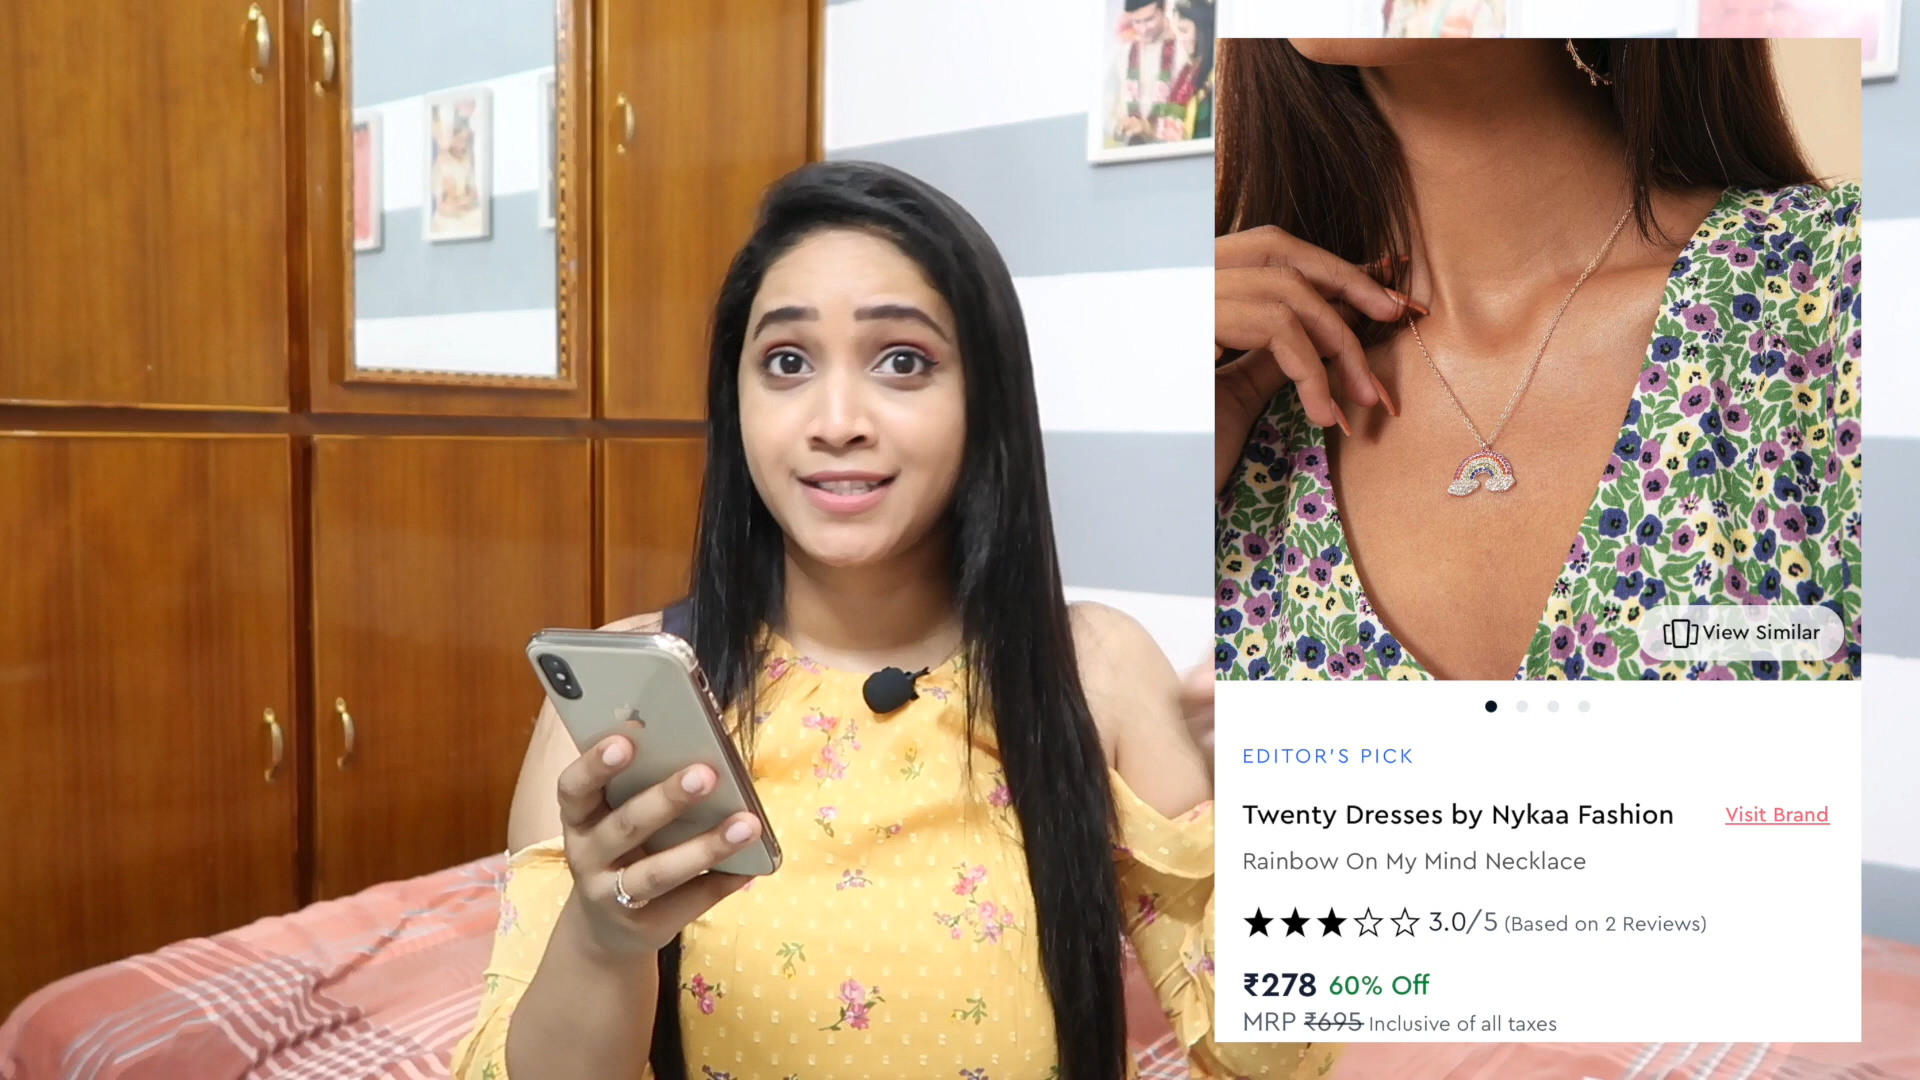 View Similar
EDITOR'S PICK
Twenty Dresses by Nykaa Fashion Visit Brand
Rainbow On My Mind Necklace
3.0/5 (Based on 2 Reviews)
₹278 60% Off
MRP ₹695 Inclusive of all taxes